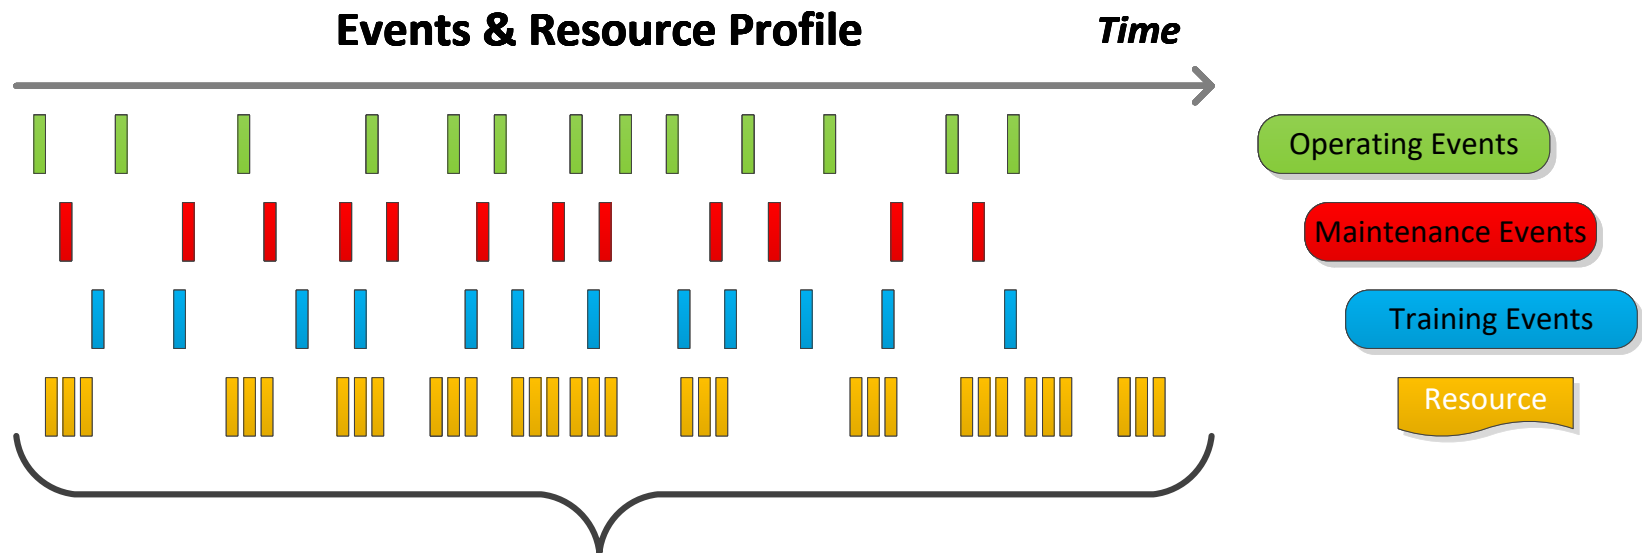 Events & Resource Profile
Time
Operating Events
Maintenance Events
Training Events
Resource